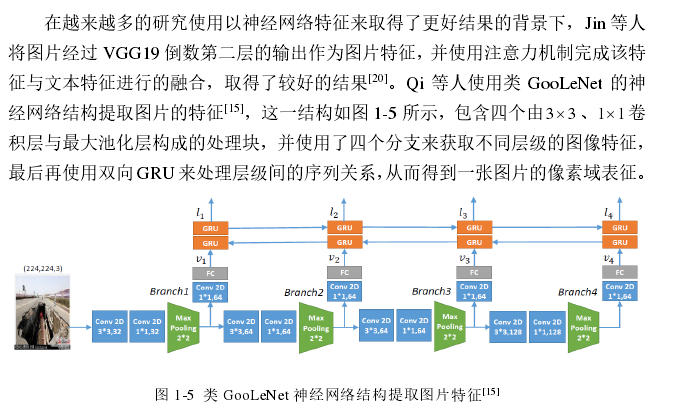 在越来越多的研究使用以神经网络特征来取得了更好结果的背景下，Jin 等人
将图片经过 VGG19 倒数第二层的输出作为图片特征，并使用注意力机制完成该特
征与文本特征进行的融合，取得了较好的结果[20]。Qi 等人使用类 GooLeNet 的神
经网络结构提取图片的特征[15]，这一结构如图 1-5 所示，包含四个由3×3、1×1卷
积层与最大池化层构成的处理块，并使用了四个分支来获取不同层级的图像特征，
最后再使用双向GRU来处理层级间的序列关系，从而得到一张图片的像素域表征。
l1 l2 l3 l4
GRU GRU GRU GRU
GRU GRU GRU GRU
v1 v2 v3 v4
(224,224,3)
FC FC FC FC
Branch1 Branch2 Branch3 Branch4
Conv 2D 1*1,64 Conv 2D 1*1,64 Conv 2D 1*1,64 Conv 2D 1*1,64
Conv 2D 3*3,32
Conv 2D 1*1,32
Max Pooling 2*2
Conv 2D 3*3,64
Conv 2D 1*1,64
Max Pooling 2*2
Conv 2D 3*3,64
Conv 2D 1*1,64
Max Pooling 2*2
Conv 2D 3*3,128
Conv 2D 1*1,128
Max Pooling 2*2
图 1-5 类 GooLeNet 神经网络结构提取图片特征[15]